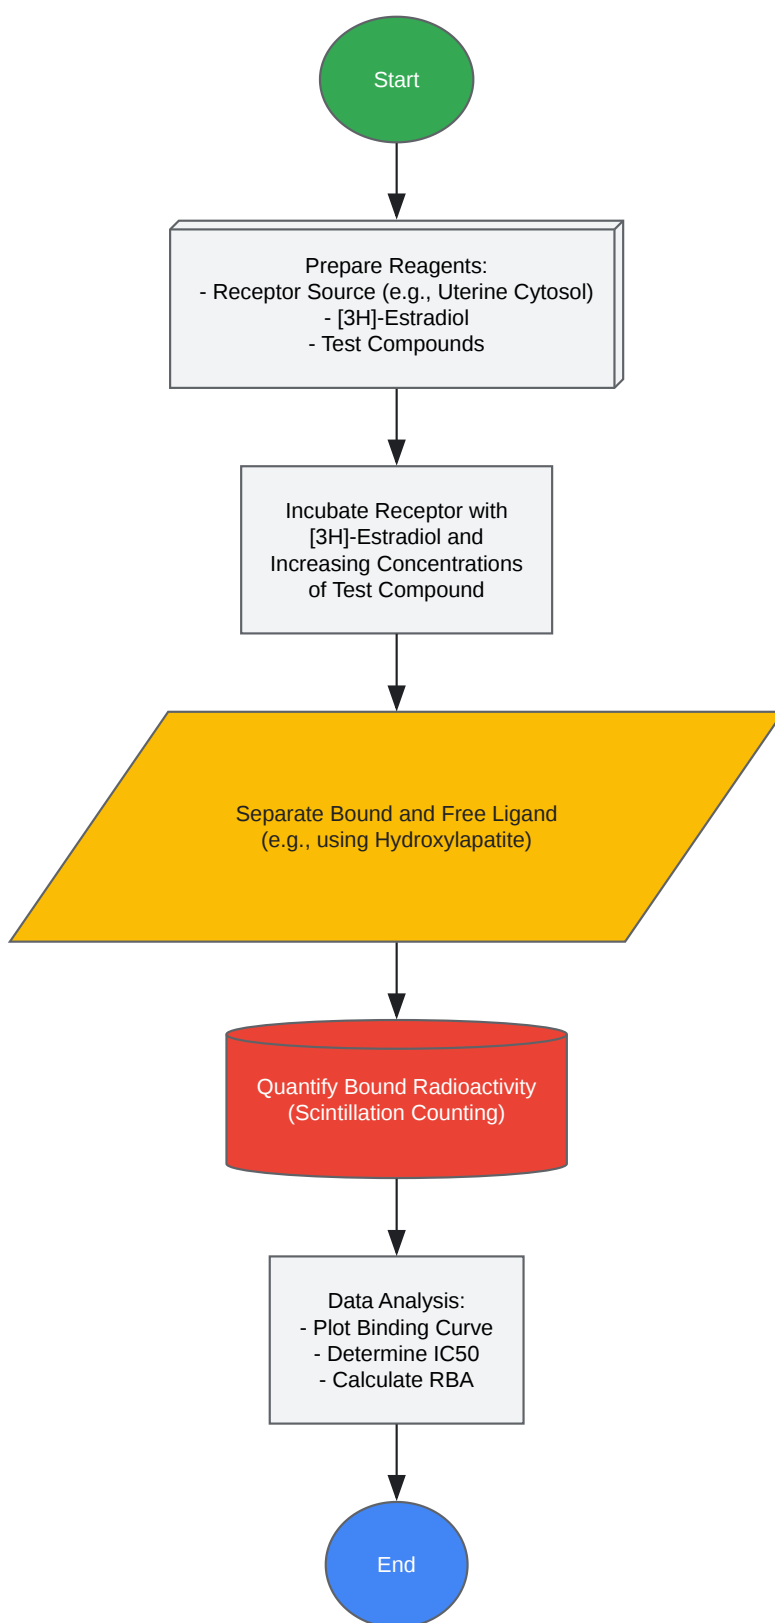 Start
Prepare Reagents:
- Receptor Source (e.g., Uterine Cytosol)
- [3H]-Estradiol
- Test Compounds
Incubate Receptor with
[3H]-Estradiol and
Increasing Concentrations
of Test Compound
Separate Bound and Free Ligand
(e.g., using Hydroxylapatite)
Quantify Bound Radioactivity
(Scintillation Counting)
Data Analysis:
- Plot Binding Curve
- Determine IC50
- Calculate RBA
End